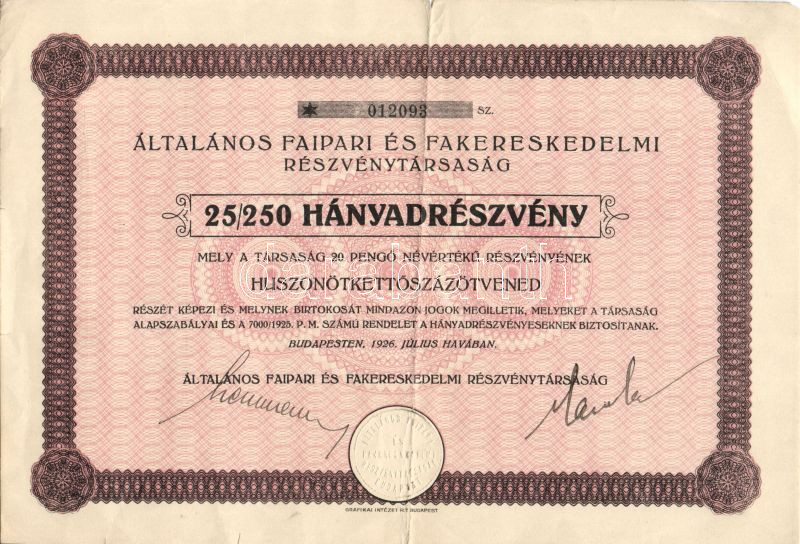 ✶ 012093 SZ.
ÁLTALÁNOS FAIPARI ÉS FAKERESKEDELMI
RÉSZVÉNYTÁRSASÁG
25/250 HÁNYADRÉSZVÉNY
MELY A TÁRSASÁG 20 PENGŐ NÉVÉRTÉKŰ RÉSZVÉNYÉNEK
HUSZONÖTKETTŐSZÁZÖTVENED
RÉSZÉT KÉPEZI ÉS MELYNEK BIRTOKOSÁT MINDAZON JOGOK MEGILLETIK, MELYEKET A TÁRSASÁG
ALAPSZABÁLYAI ÉS A 7000/1925. P. M. SZÁMÚ RENDELET A HÁNYADRÉSZVÉNYESEKNEK BIZTOSÍTANAK.
BUDAPESTEN, 1926. JÚLIUS HAVÁBAN.
ÁLTALÁNOS FAIPARI ÉS FAKERESKEDELMI RÉSZVÉNYTÁRSASÁG
GRAFIKAI INTÉZET R.T. BUDAPEST
darabanth